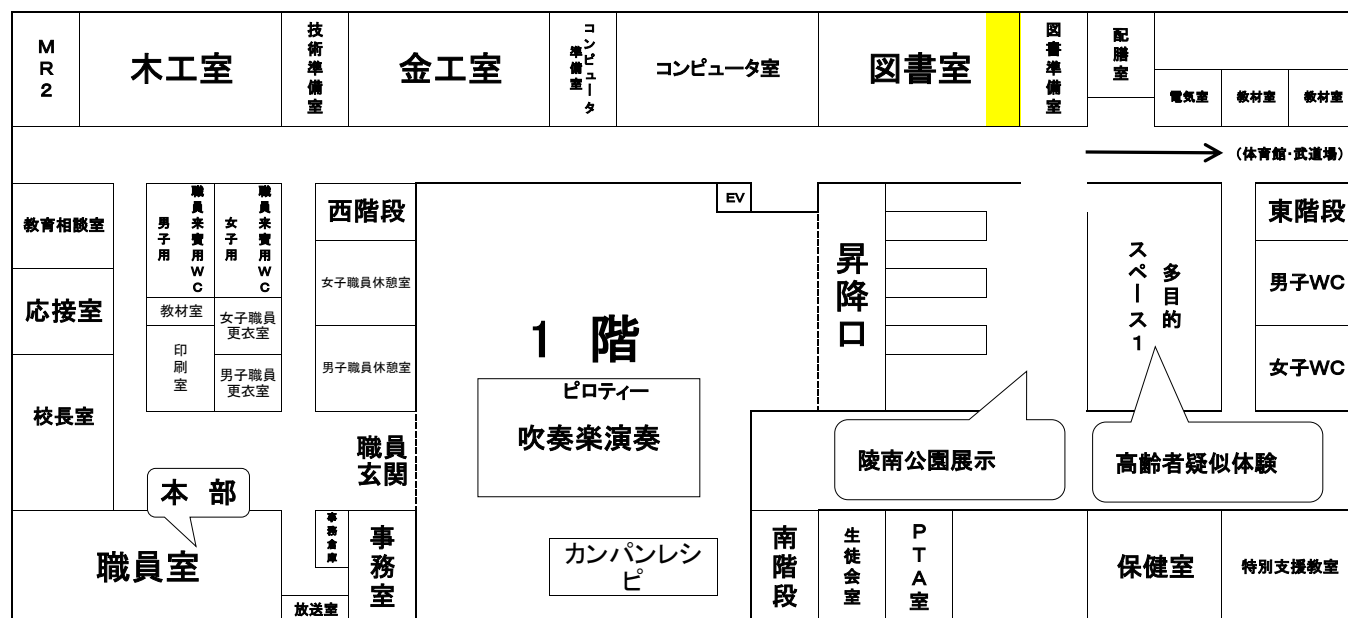 MR2
木工室
技術準備室
金工室
コンピュータ
準備室
コンピュータ室
図書室
図書準備室
配膳室
電気室
教材室
教材室
(体育館・武道場)
教育相談室
職員来賓用WC
男子用
職員来賓用WC
女子用
西階段
EV
昇降口
多目的
スペース1
東階段
応接室
教材室
女子職員
更衣室
女子職員休憩室
男子WC
校長室
印刷室
男子職員
更衣室
男子職員休憩室
1 階
女子WC
ピロティー
吹奏楽演奏
職員
玄関
陵南公園展示
高齢者疑似体験
本 部
職員室
事務倉庫
放送室
事務室
カンパンレシ
ピ
南階段
生徒会室
PTA室
保健室
特別支援教室